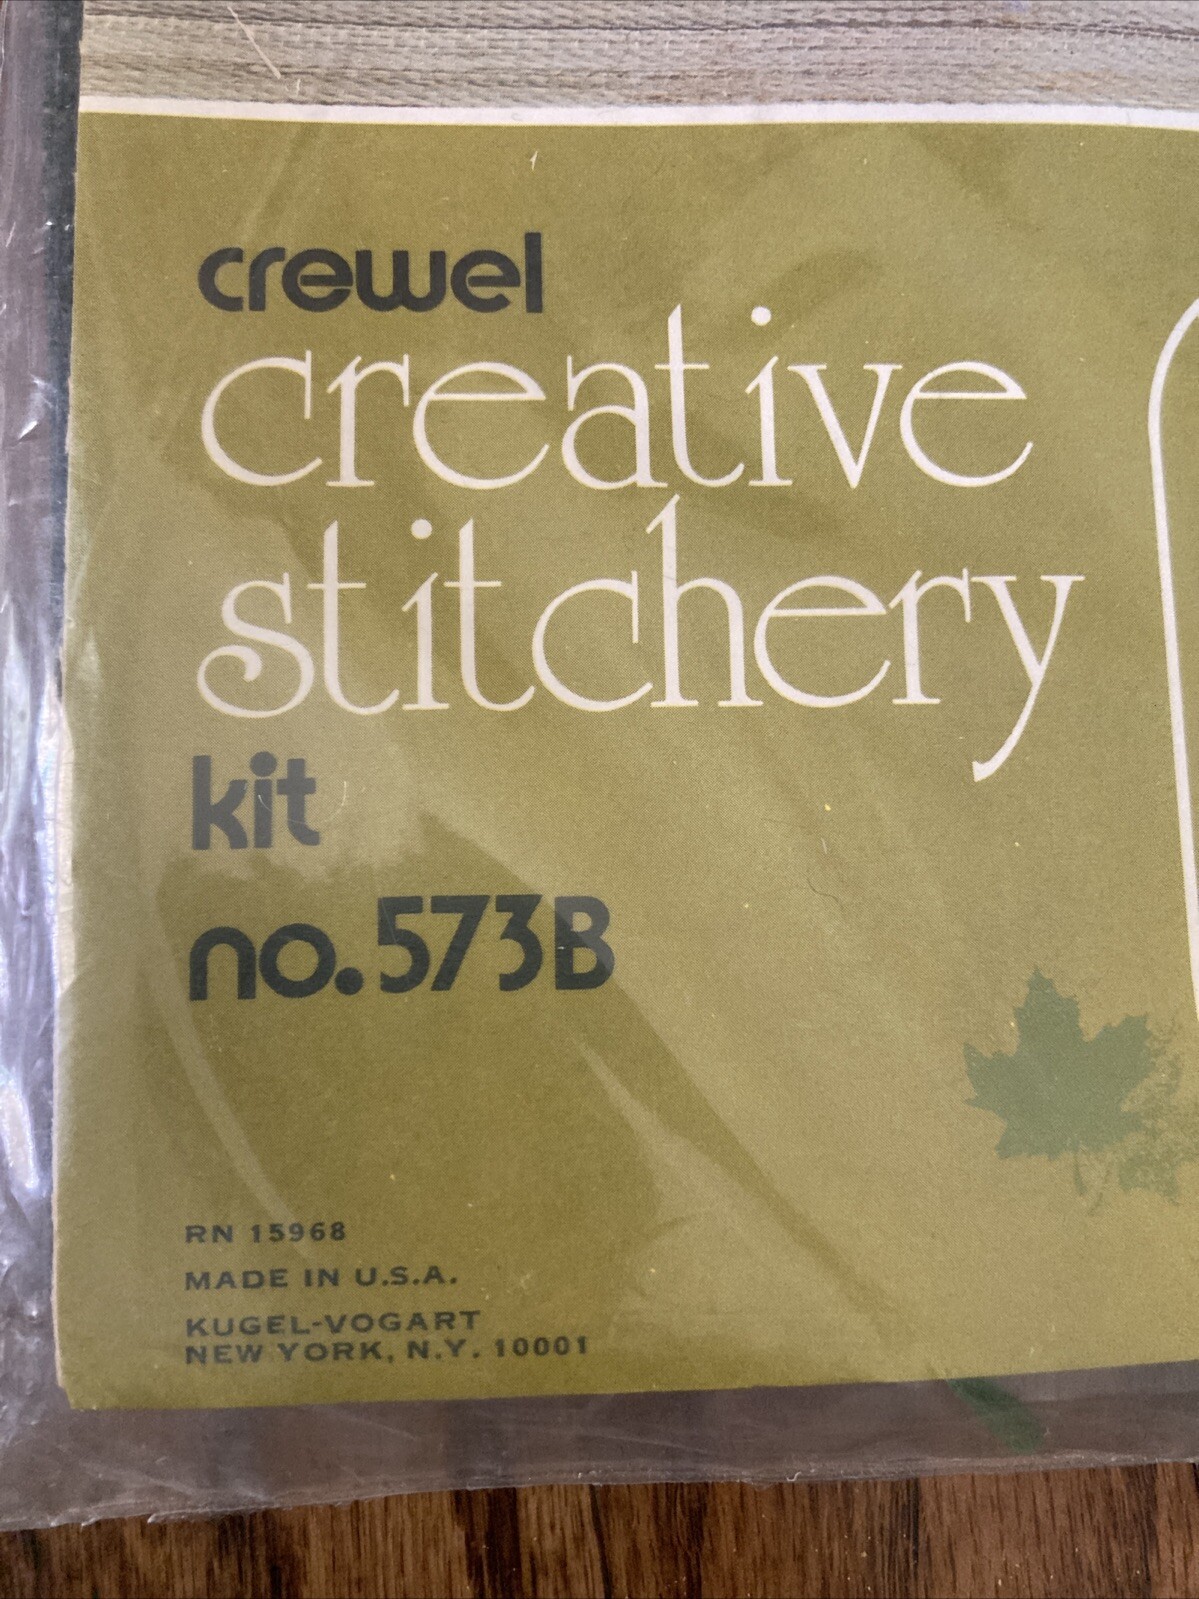 crewel
creative
stitchery
kit
no. 573B
RN 15968
MADE IN U.S.A.
KUGEL-VOGART
NEW YORK, N.Y. 10001